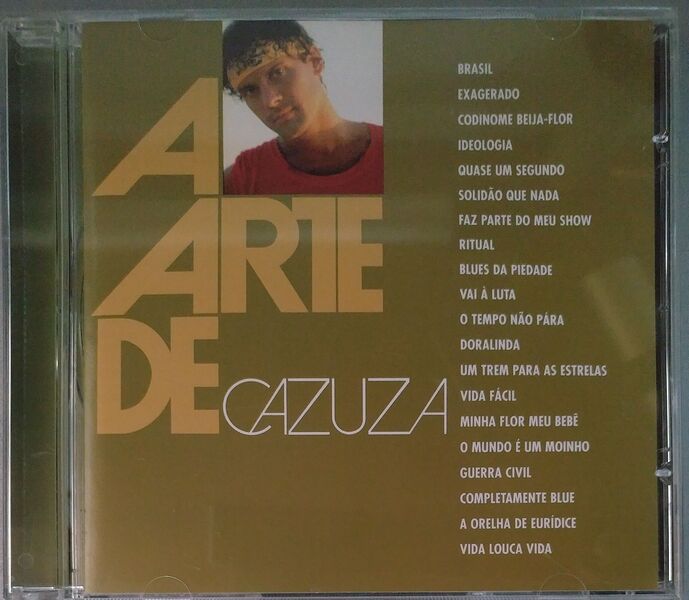 A
ARTE
DE CAZUZA
BRASIL
EXAGERADO
CODINOME BEIJA-FLOR
IDEOLOGIA
QUASE UM SEGUNDO
SOLIDÃO QUE NADA
FAZ PARTE DO MEU SHOW
RITUAL
BLUES DA PIEDADE
VAI À LUTA
O TEMPO NÃO PÁRA
DORALINDA
UM TREM PARA AS ESTRELAS
VIDA FÁCIL
MINHA FLOR MEU BEBÊ
O MUNDO É UM MOINHO
GUERRA CIVIL
COMPLETAMENTE BLUE
A ORELHA DE EURÍDICE
VIDA LOUCA VIDA